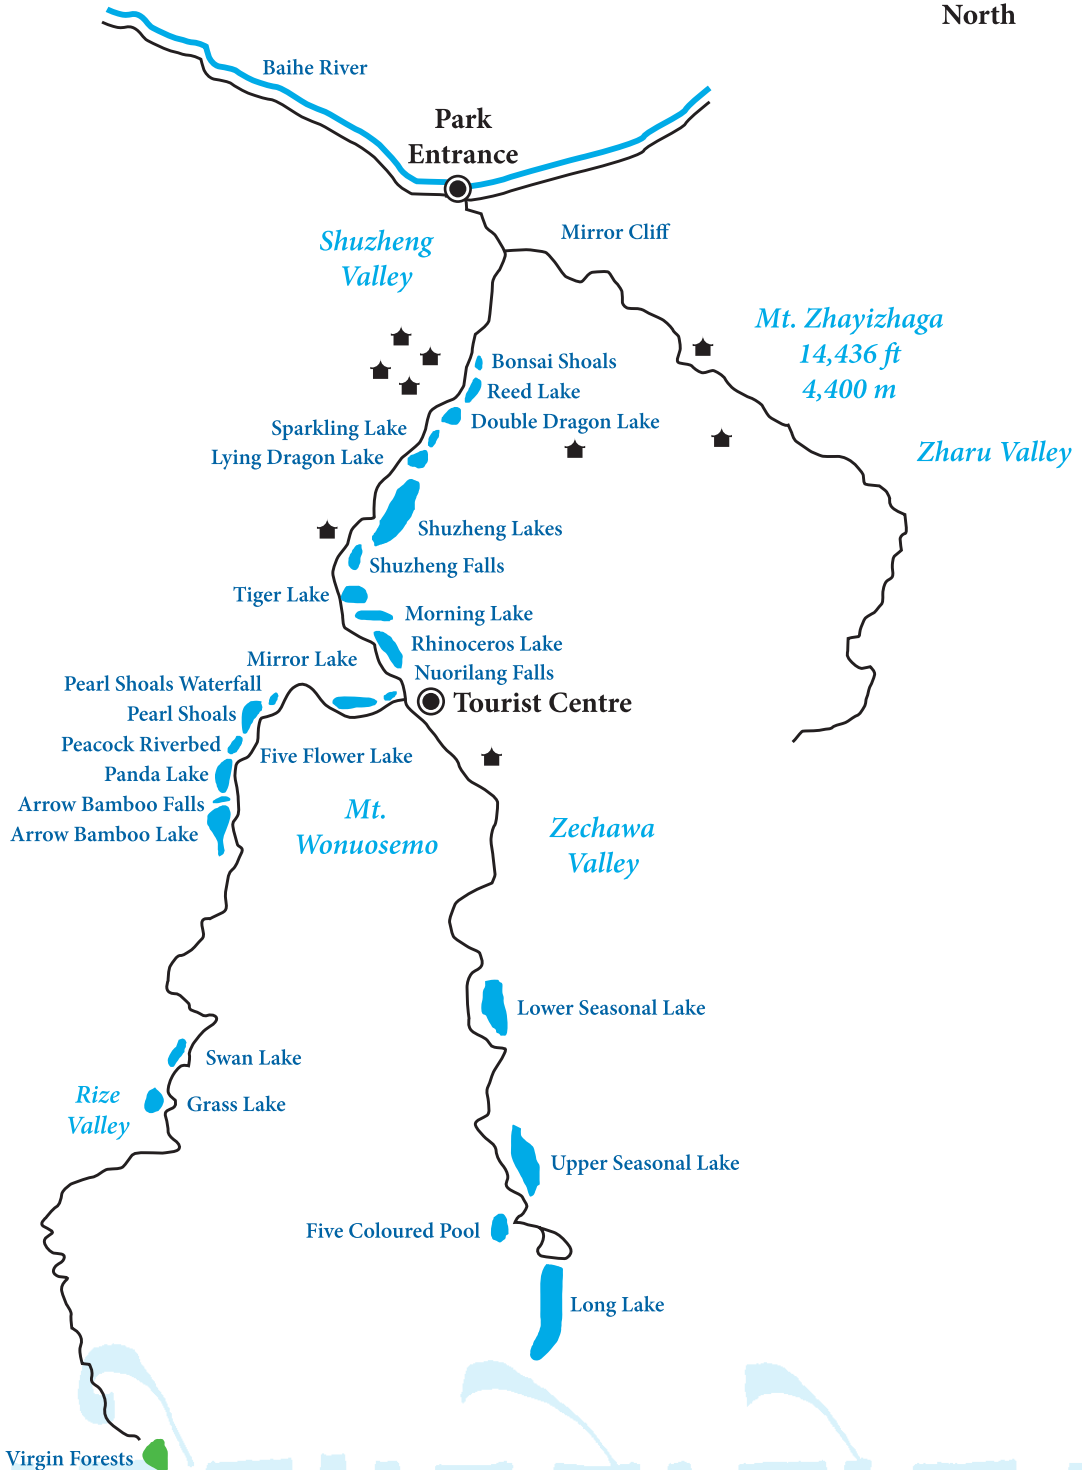 North
Baihe River
Park
Entrance
Mirror Cliff
Shuzheng
Valley
Mt. Zhayizhaga
14,436 ft
4,400 m
Bonsai Shoals
Reed Lake
Double Dragon Lake
Sparkling Lake
Zharu Valley
Lying Dragon Lake
Shuzheng Lakes
Shuzheng Falls
Tiger Lake
Morning Lake
Rhinoceros Lake
Mirror Lake
Nuorilang Falls
Pearl Shoals Waterfall
Tourist Centre
Pearl Shoals
Peacock Riverbed
Five Flower Lake
Panda Lake
Arrow Bamboo Falls
Arrow Bamboo Lake
Mt.
Wonuosemo
Zechawa
Valley
Lower Seasonal Lake
Swan Lake
Rize
Valley
Grass Lake
Upper Seasonal Lake
Five Coloured Pool
Long Lake
Virgin Forests